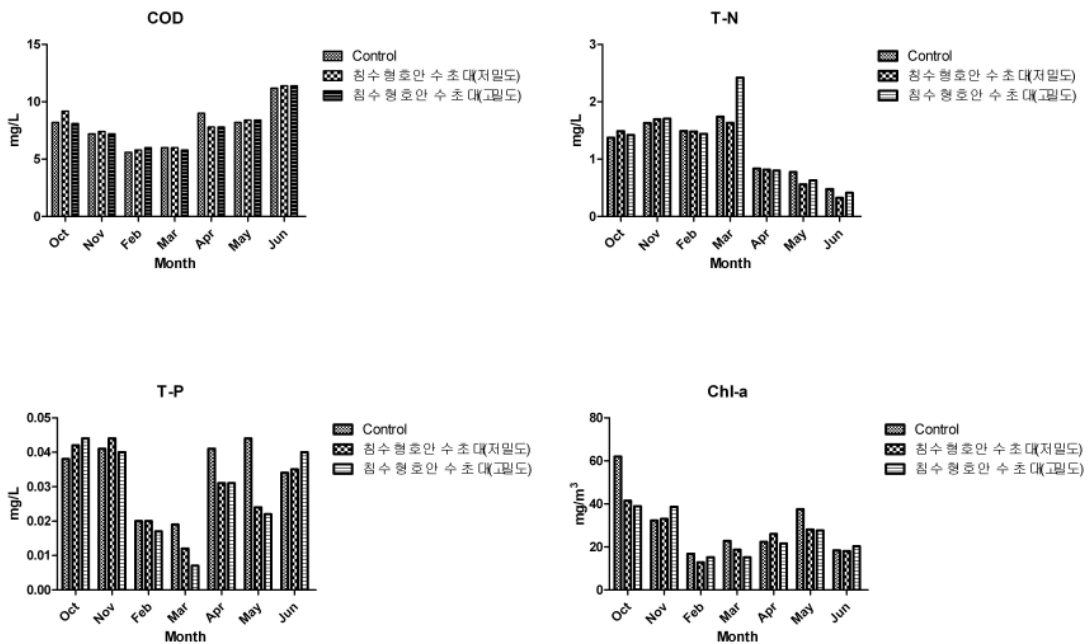 COD
15
10
5
0
mg/L
Oct Nov Feb Mar Apr May Jun
Month
Control
침수형호안 수초대(저밀도)
침수형호안 수초대(고밀도)
T-N
3
2
1
0
mg/L
Oct Nov Feb Mar Apr May Jun
Month
Control
침수형호안 수초대(저밀도)
침수형호안 수초대(고밀도)
T-P
0.05
0.04
0.03
0.02
0.01
0.00
mg/L
Oct Nov Feb Mar Apr May Jun
Month
Control
침수형호안 수초대(저밀도)
침수형호안 수초대(고밀도)
Chl-a
80
60
40
20
0
mg/m³
Oct Nov Feb Mar Apr May Jun
Month
Control
침수형호안 수초대(저밀도)
침수형호안 수초대(고밀도)